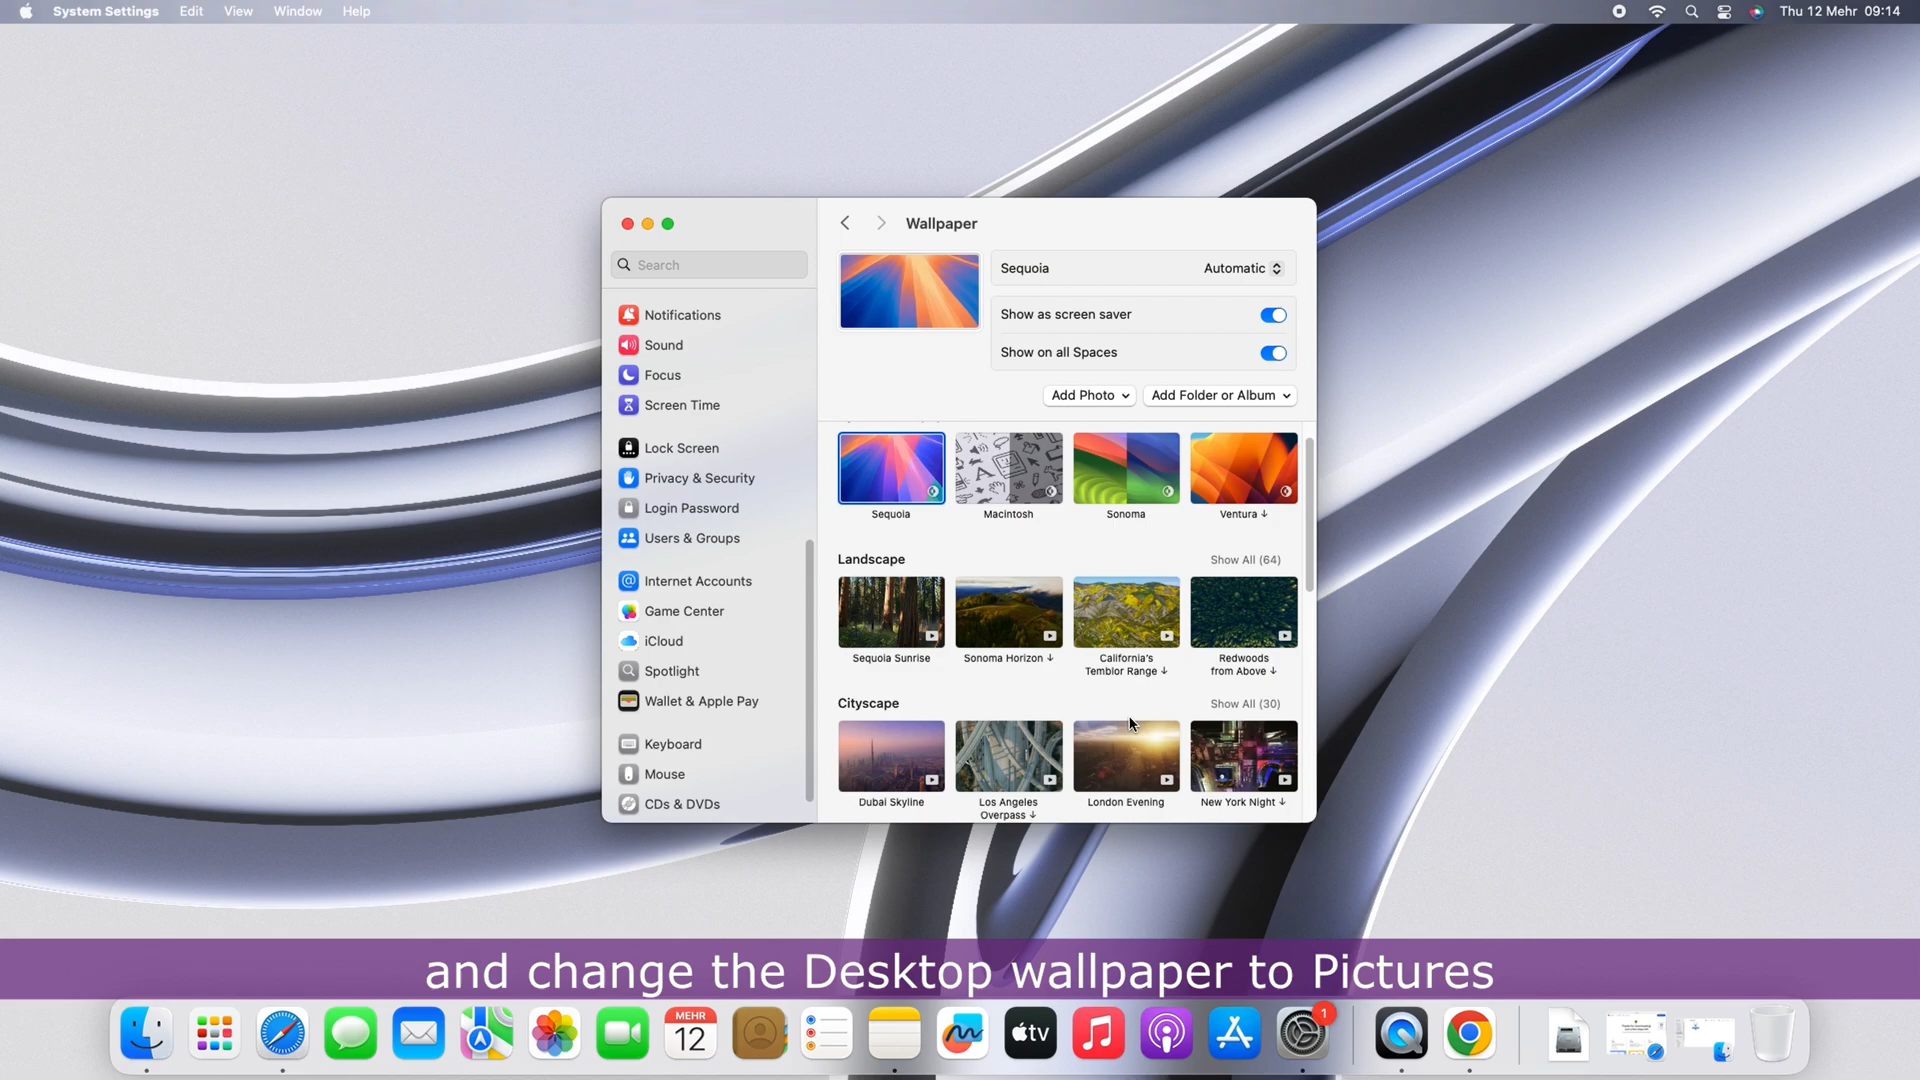 System Settings Edit View Window Help
Thu 12 Mehr 09:14
Wallpaper
Search
Sequoia Automatic
Show as screen saver
Show on all Spaces
Add Photo Add Folder or Album
Notifications
Sound
Focus
Screen Time
Lock Screen
Privacy & Security
Login Password
Users & Groups
Internet Accounts
Game Center
iCloud
Spotlight
Wallet & Apple Pay
Keyboard
Mouse
CDs & DVDs
Sequoia Macintosh Sonoma Ventura
Landscape Show All (64)
Sequoia Sunrise
Sonoma Horizon
California's
Temblor Range
Redwoods
from Above
Cityscape Show All (30)
Dubai Skyline
Los Angeles
Overpass
London Evening
New York Night
and change the Desktop wallpaper to Pictures
MEHR
12
tv
1